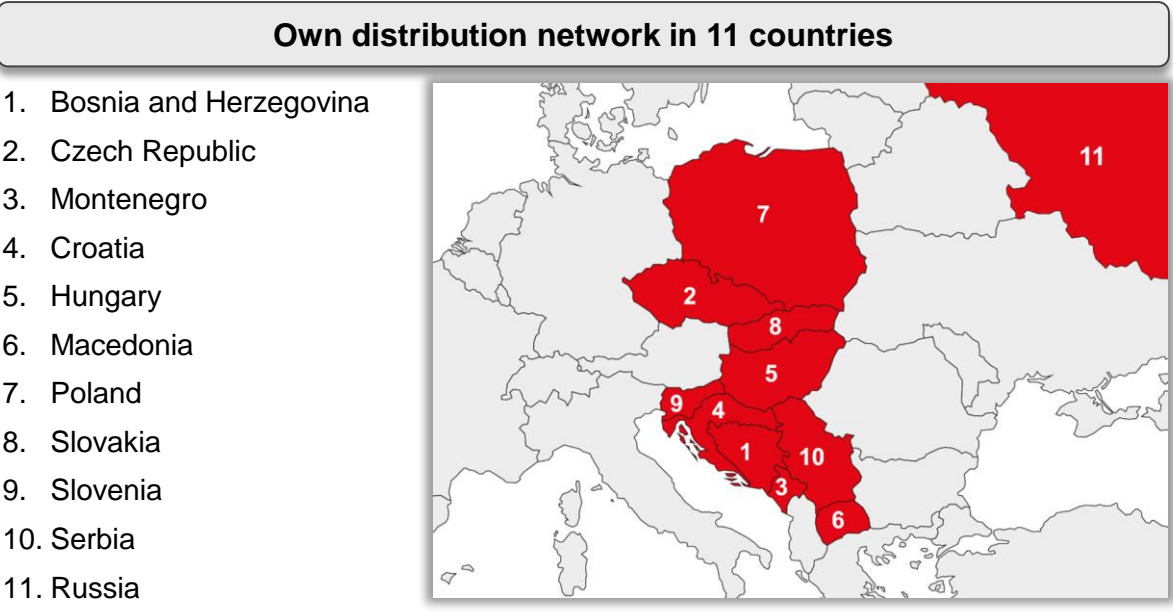 Own distribution network in 11 countries
1. Bosnia and Herzegovina
2. Czech Republic
3. Montenegro
4. Croatia
5. Hungary
6. Macedonia
7. Poland
8. Slovakia
9. Slovenia
10. Serbia
11. Russia
11
7
2
8
5
9
4
1
10
3
6